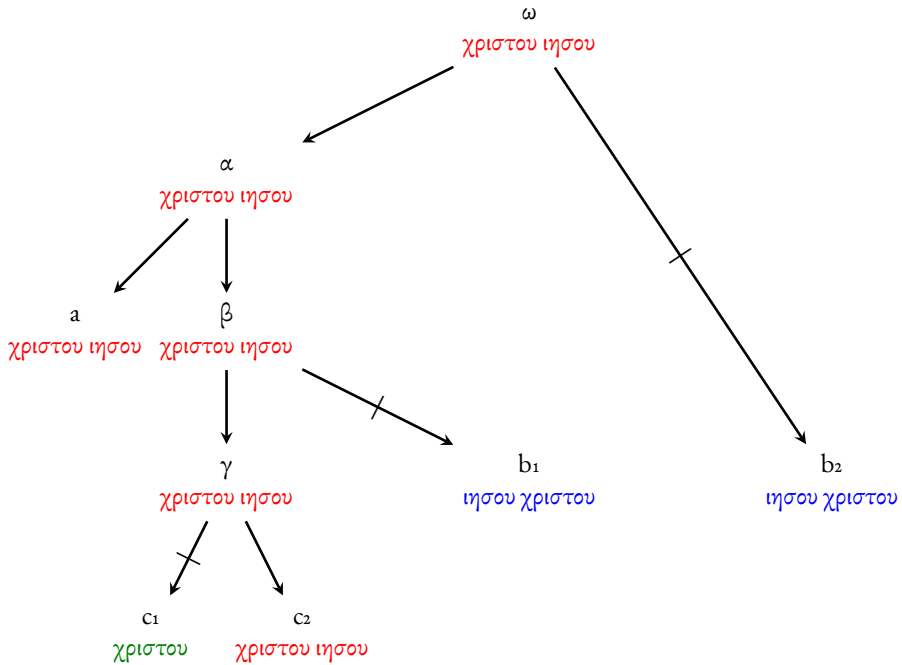 ω
χριστου ιησου
α
χριστου ιησου
a β
χριστου ιησου χριστου ιησου
γ b1 b2
χριστου ιησου ιησου χριστου ιησου χριστου
c1 c2
χριστου χριστου ιησου